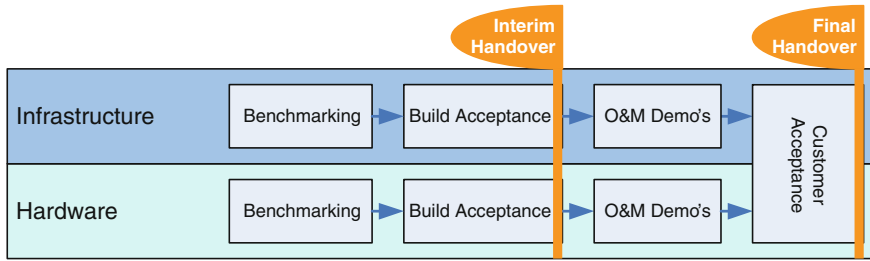 Interim
Handover
Final
Handover
Infrastructure
Benchmarking
Build Acceptance
O&M Demo's
Customer
Acceptance
Hardware
Benchmarking
Build Acceptance
O&M Demo's